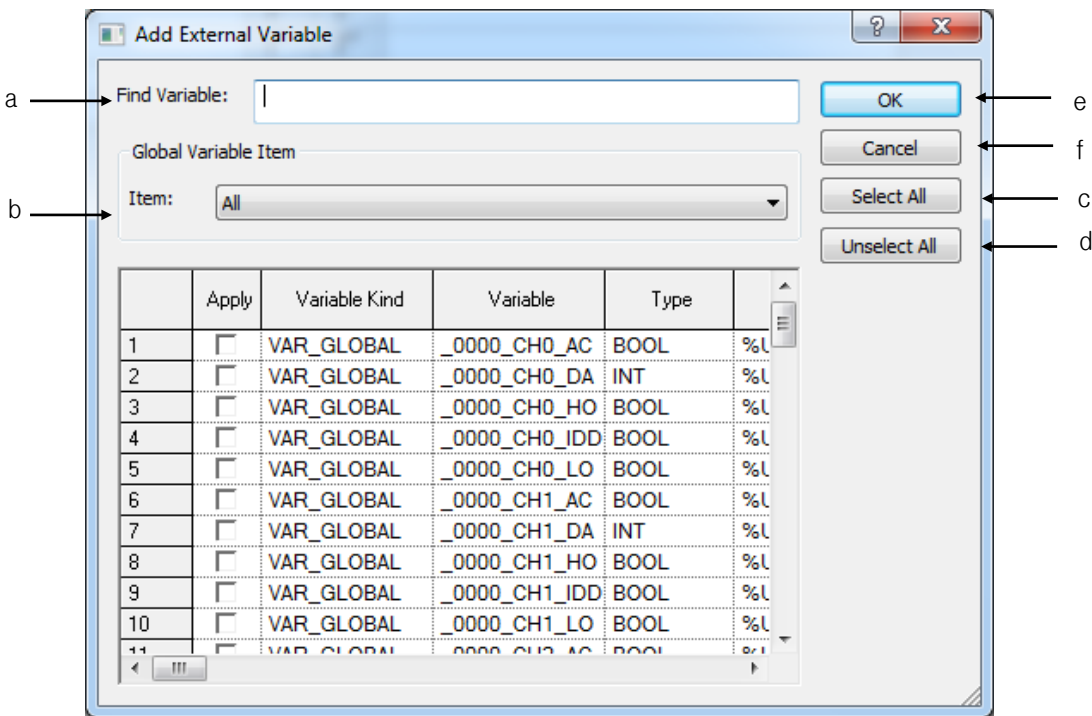 Add External Variable
a
Find Variable:
OK
e
Cancel
f
Global Variable Item
b
Item:
All
Select All
c
Unselect All
d
Apply Variable Kind Variable Type
1 VAR_GLOBAL _0000_CH0_AC BOOL
2 VAR_GLOBAL _0000_CH0_DA INT
3 VAR_GLOBAL _0000_CH0_HO BOOL
4 VAR_GLOBAL _0000_CH0_IDD BOOL
5 VAR_GLOBAL _0000_CH0_LO BOOL
6 VAR_GLOBAL _0000_CH1_AC BOOL
7 VAR_GLOBAL _0000_CH1_DA INT
8 VAR_GLOBAL _0000_CH1_HO BOOL
9 VAR_GLOBAL _0000_CH1_IDD BOOL
10 VAR_GLOBAL _0000_CH1_LO BOOL